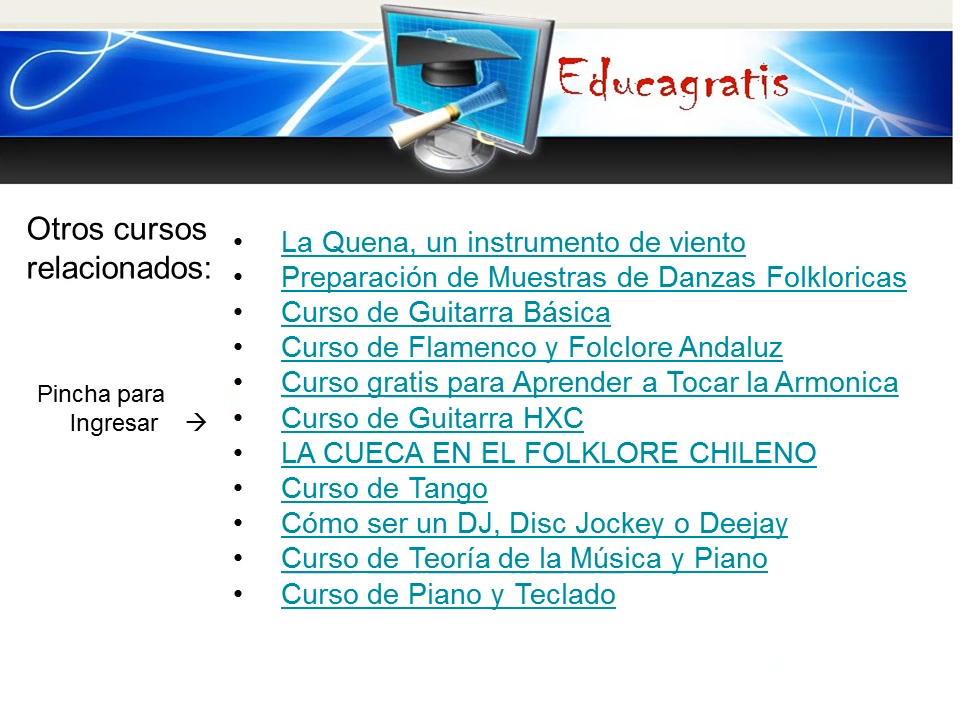 Educagratis
Otros cursos
relacionados:
Pincha para
Ingresar →
• La Quena, un instrumento de viento
• Preparación de Muestras de Danzas Folkloricas
• Curso de Guitarra Básica
• Curso de Flamenco y Folclore Andaluz
• Curso gratis para Aprender a Tocar la Armonica
• Curso de Guitarra HXC
• LA CUECA EN EL FOLKLORE CHILENO
• Curso de Tango
• Cómo ser un DJ, Disc Jockey o Deejay
• Curso de Teoría de la Música y Piano
• Curso de Piano y Teclado